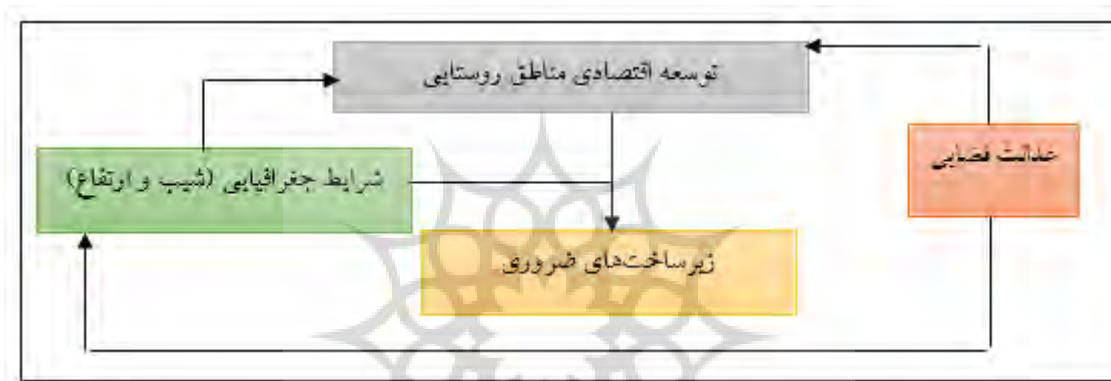 توسعه اقتصادی مناطق روستایی
عدالت فضایی
شرایط جغرافیایی (شیب و ارتفاع)
زیرساخت‌های ضروری